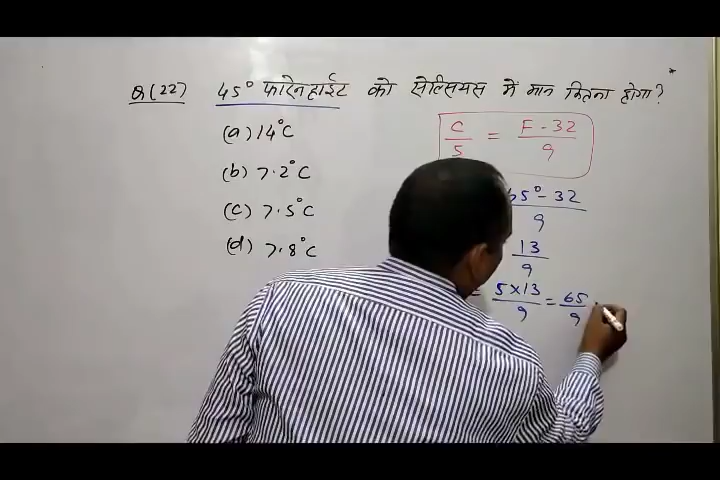 Q(22) 45° फारेनहाईट को सेल्सियस में मान कितना होगा?
(a) 14°C
(b) 7.2°C
(c) 7.5°C
(d) 7.8°C
C/5 = F-32/9
45°-32/9
13/9
= 5×13/9 = 65/9